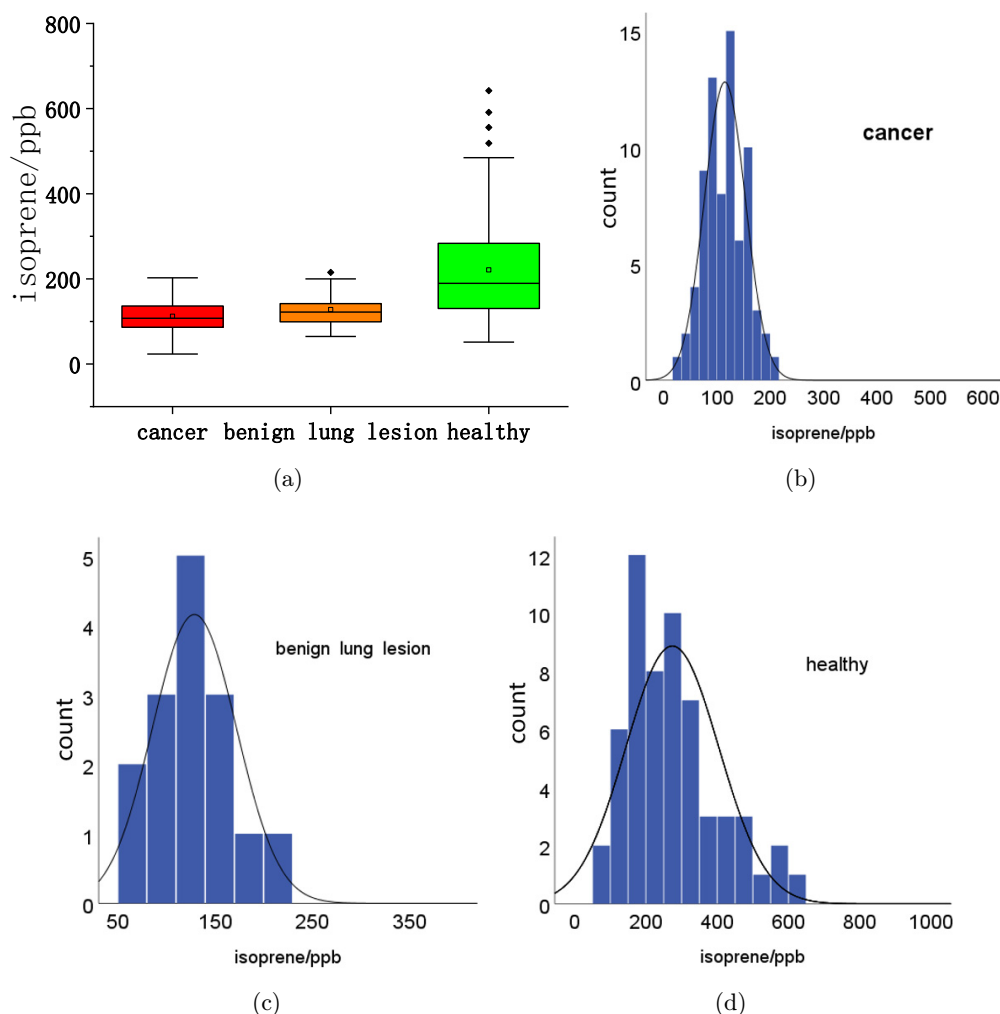 800
600
400
200
0
isoprene/ppb
cancer benign lung lesion healthy
(a)
15
10
5
0
count
cancer
0 100 200 300 400 500 600
isoprene/ppb
(b)
5
4
3
2
1
0
count
benign lung lesion
50 150 250 350
isoprene/ppb
(c)
12
10
8
6
4
2
0
count
healthy
0 200 400 600 800 1000
isoprene/ppb
(d)